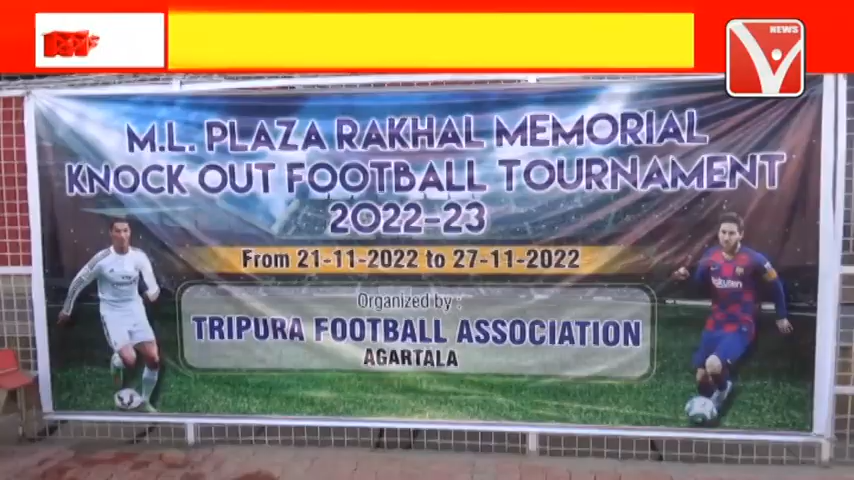 NEWS
M.L. PLAZA RAKHAL MEMORIAL
KNOCK OUT FOOTBALL TOURNAMENT
2022-23
From 21-11-2022 to 27-11-2022
Organized by :
TRIPURA FOOTBALL ASSOCIATION
AGARTALA
Rakuten